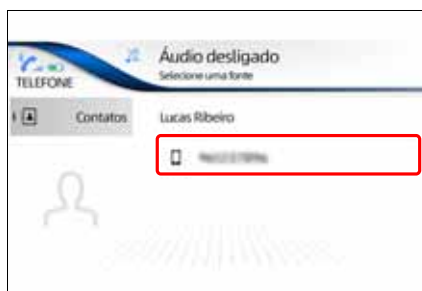 Áudio desligado
Selecione uma fonte
TELEFONE
Contatos
Lucas Ribeiro